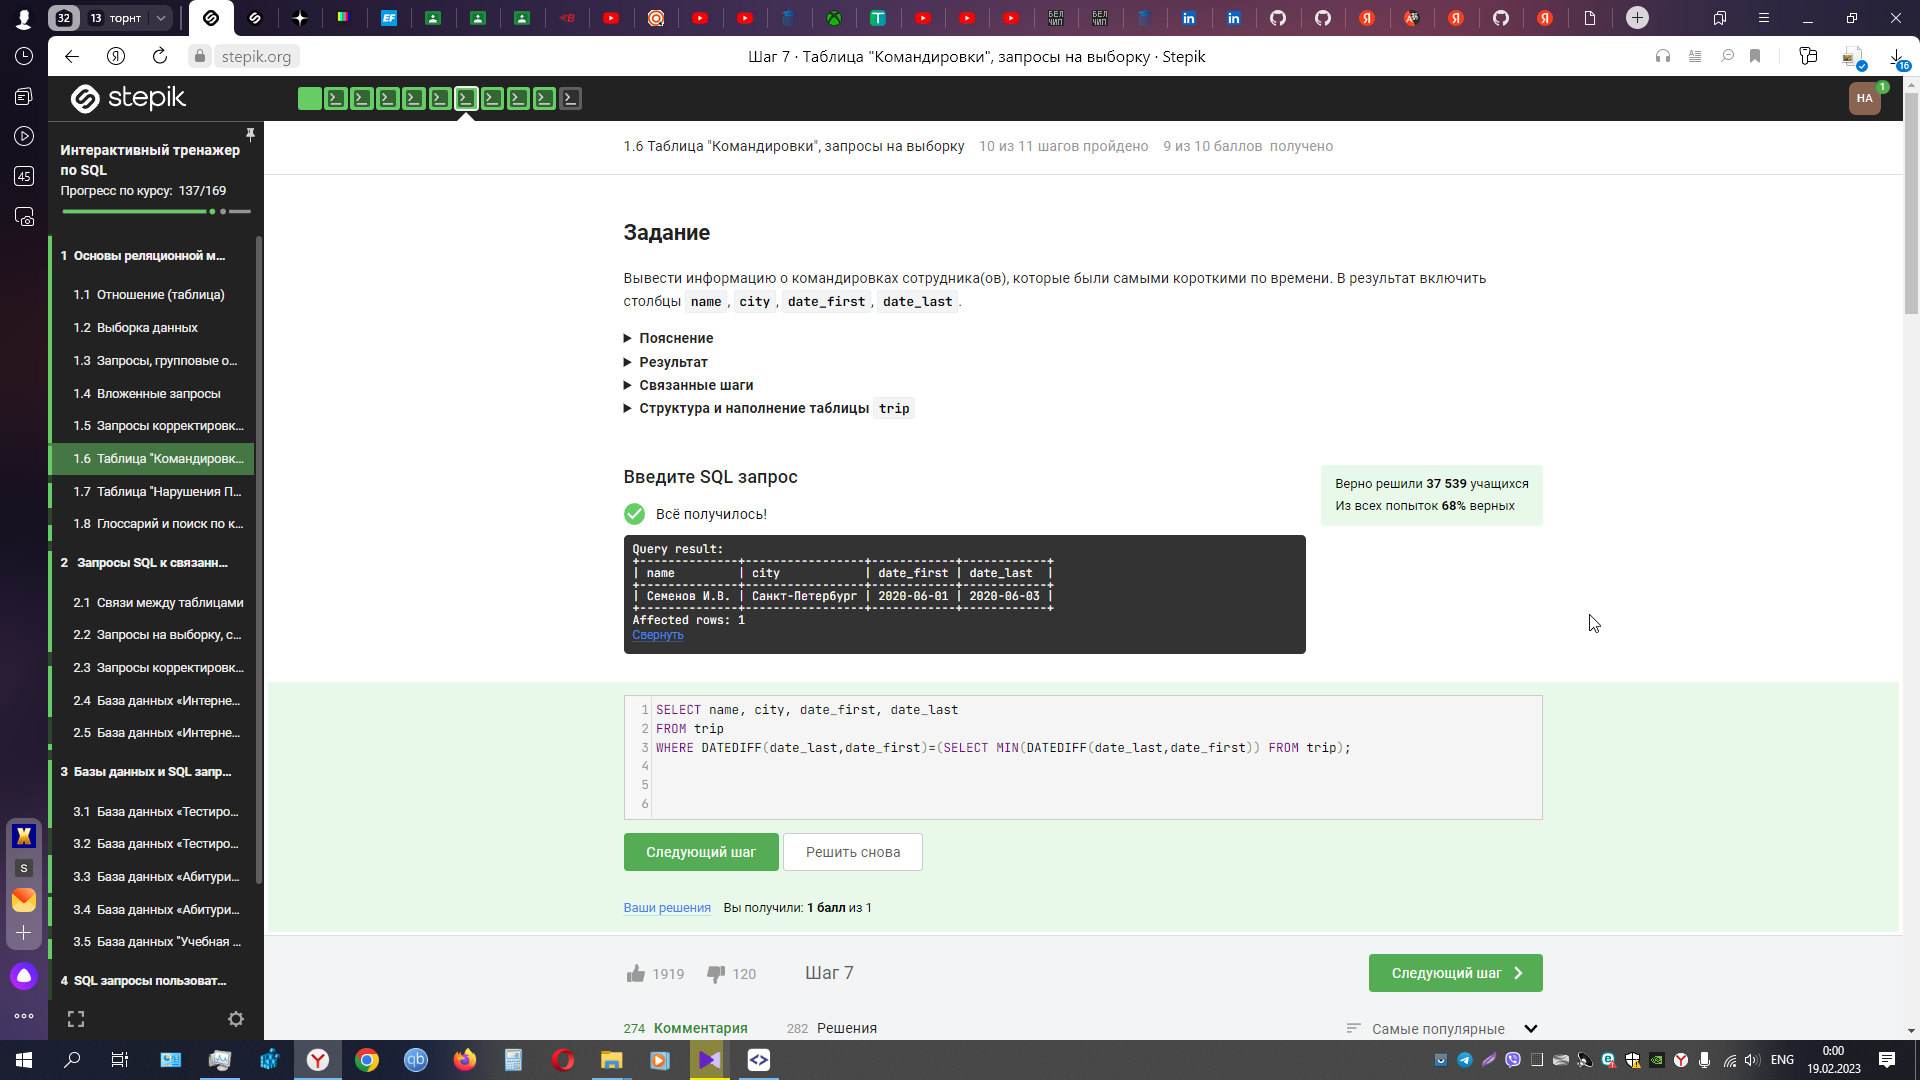 32
13 торнт
EF
БЕЛ ЧИП
БЕЛ ЧИП
stepik.org
Шаг 7 · Таблица "Командировки", запросы на выборку · Stepik
16
45
stepik
НА
1
Интерактивный тренажер
по SQL
Прогресс по курсу: 137/169
1 Основы реляционной м...
1.1 Отношение (таблица)
1.2 Выборка данных
1.3 Запросы, групповые о...
1.4 Вложенные запросы
1.5 Запросы корректировк...
1.6 Таблица "Командировк...
1.7 Таблица "Нарушения П...
1.8 Глоссарий и поиск по к...
2 Запросы SQL к связанн...
2.1 Связи между таблицами
2.2 Запросы на выборку, с...
2.3 Запросы корректировк...
2.4 База данных «Интерне...
2.5 База данных «Интерне...
3 Базы данных и SQL запр...
3.1 База данных «Тестиро...
3.2 База данных «Тестиро...
3.3 База данных «Абитури...
3.4 База данных «Абитури...
3.5 База данных "Учебная ...
4 SQL запросы пользоват...
S
1.6 Таблица "Командировки", запросы на выборку 10 из 11 шагов пройдено 9 из 10 баллов получено
Задание
Вывести информацию о командировках сотрудника(ов), которые были самыми короткими по времени. В результат включить
столбцы name, city, date_first, date_last.
Пояснение
Результат
Связанные шаги
Структура и наполнение таблицы trip
Введите SQL запрос
Всё получилось!
Верно решили 37 539 учащихся
Из всех попыток 68% верных
Query result:
+--------------+-----------------+------------+------------+
| name | city | date_first | date_last |
+--------------+-----------------+------------+------------+
| Семенов И.В. | Санкт-Петербург | 2020-06-01 | 2020-06-03 |
+--------------+-----------------+------------+------------+
Affected rows: 1
Свернуть
1 SELECT name, city, date_first, date_last
2 FROM trip
3 WHERE DATEDIFF(date_last,date_first)=(SELECT MIN(DATEDIFF(date_last,date_first)) FROM trip);
4
5
6
Следующий шаг
Решить снова
Ваши решения Вы получили: 1 балл из 1
1919
120
Шаг 7
Следующий шаг
274 Комментария
282 Решения
Самые популярные
qb
ENG
0:00
19.02.2023